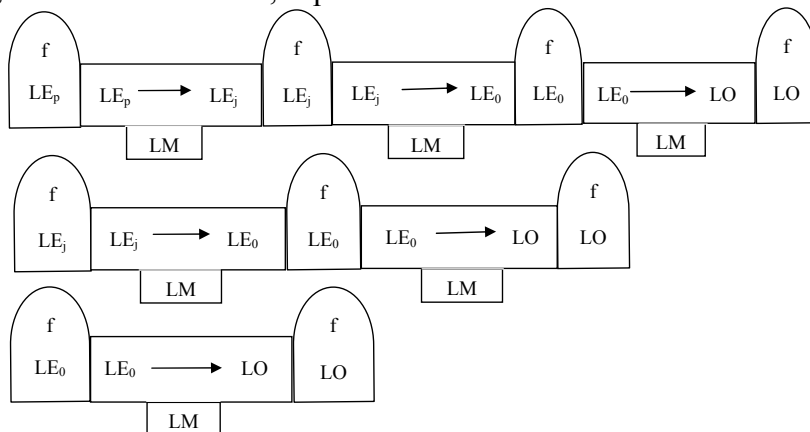 f f f f
LEₚ LEₚ → LEⱼ LEⱼ LEⱼ → LE₀ LE₀ LE₀ → LO LO
LM LM LM
f f f
LEⱼ LEⱼ → LE₀ LE₀ LE₀ → LO LO
LM LM
f f
LE₀ LE₀ → LO LO
LM